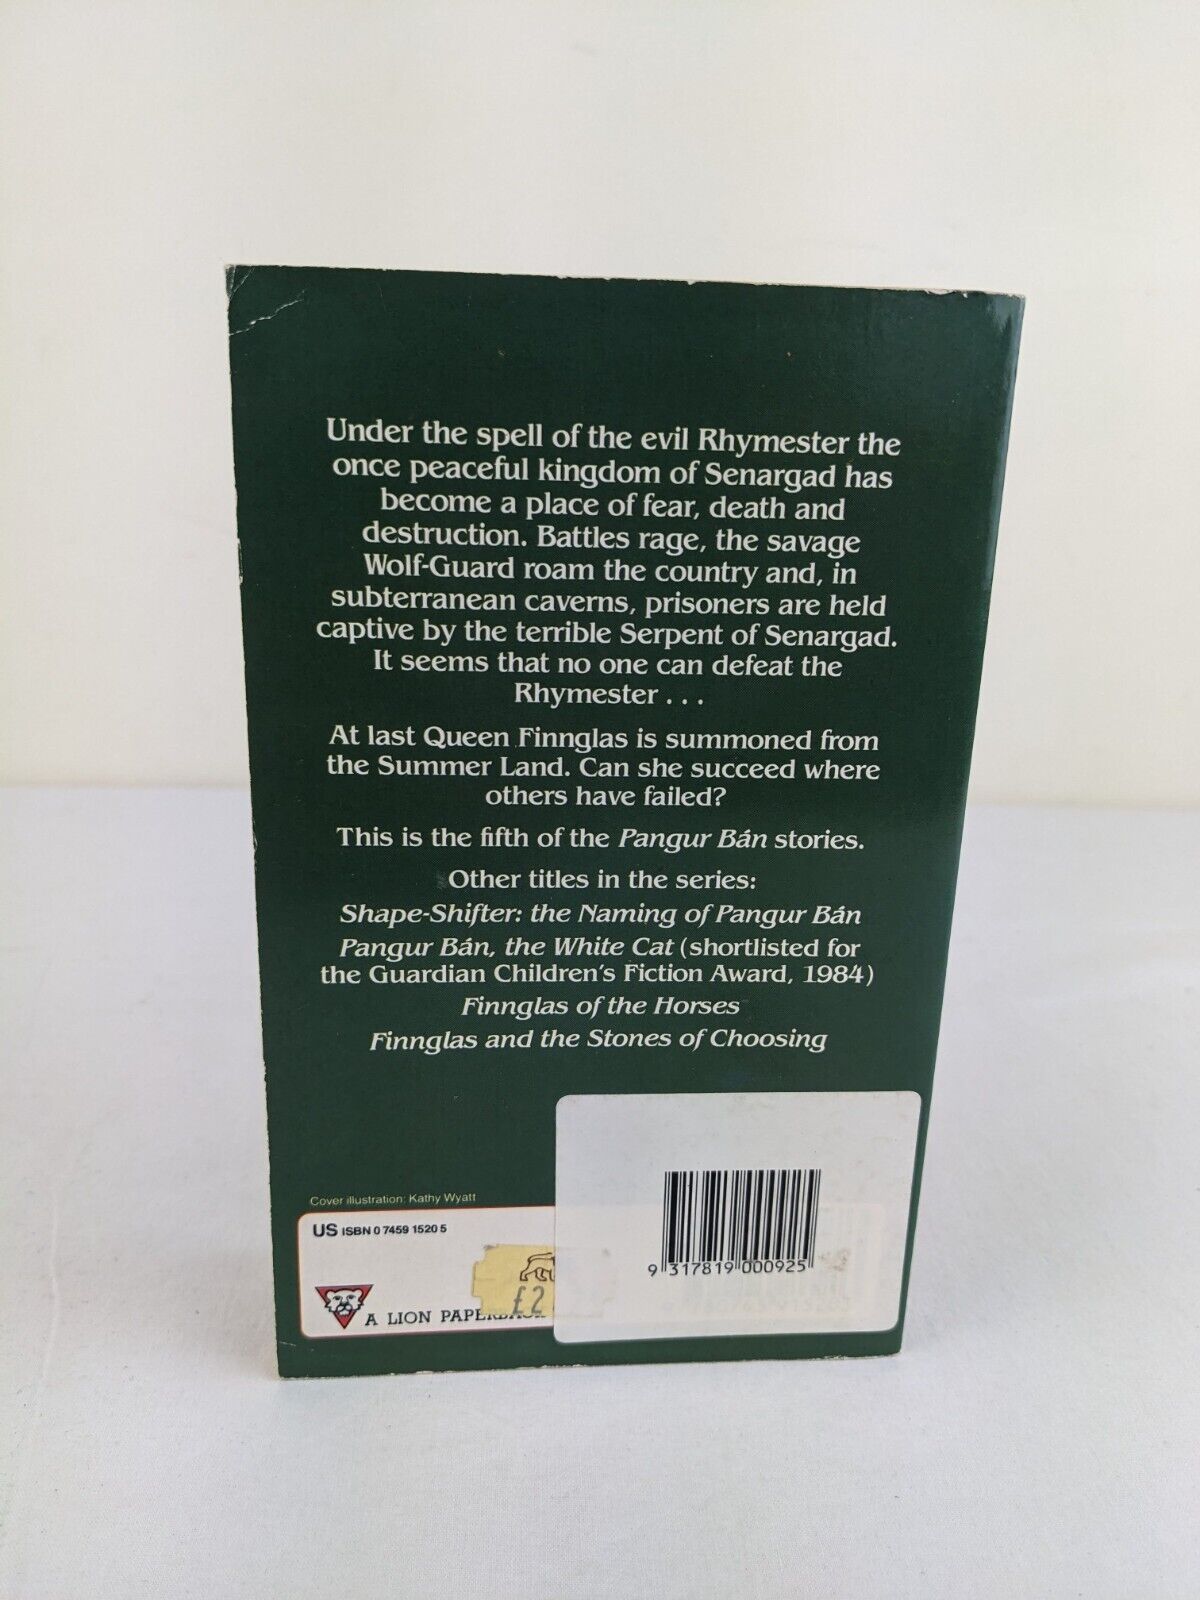 Under the spell of the evil Rhymester the
once peaceful kingdom of Senargad has
become a place of fear, death and
destruction. Battles rage, the savage
Wolf-Guard roam the country and, in
subterranean caverns, prisoners are held
captive by the terrible Serpent of Senargad.
It seems that no one can defeat the
Rhymester . . .
At last Queen Finnglas is summoned from
the Summer Land. Can she succeed where
others have failed?
This is the fifth of the Pangur Bán stories.
Other titles in the series:
Shape-Shifter: the Naming of Pangur Bán
Pangur Bán, the White Cat (shortlisted for
the Guardian Children's Fiction Award, 1984)
Finnglas of the Horses
Finnglas and the Stones of Choosing
Cover illustration: Kathy Wyatt
US ISBN 0 7459 1520 5
£2
A LION PAPERBACK
9 317819 000925